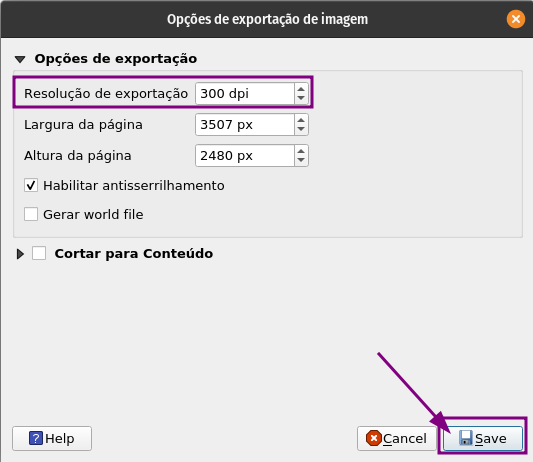 Opções de exportação de imagem
Opções de exportação
Resolução de exportação 300 dpi
Largura da página 3507 px
Altura da página 2480 px
Habilitar antisserrilhamento
Gerar world file
Cortar para Conteúdo
Help Cancel Save